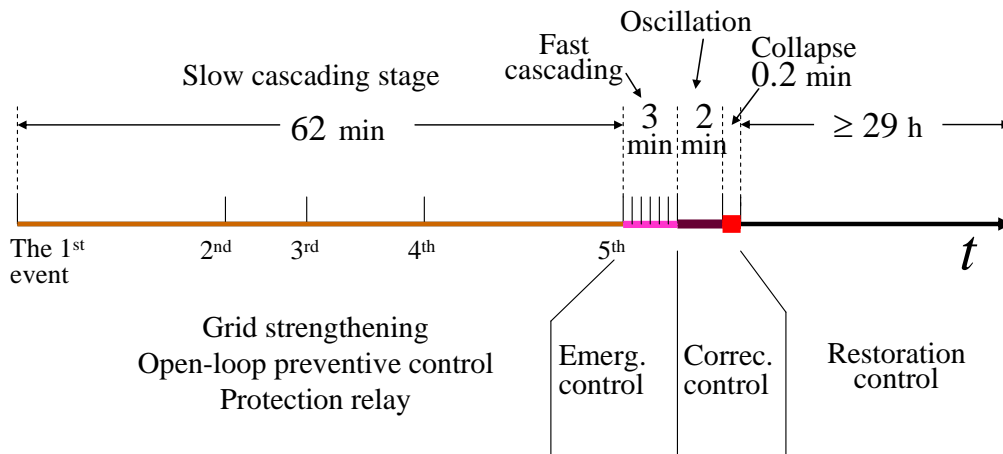 Oscillation
Fast
cascading
Collapse
0.2 min
Slow cascading stage
62 min
3
min
2
min
≥ 29 h
The 1st
event
2nd
3rd
4th
5th
t
Grid strengthening
Open-loop preventive control
Protection relay
Emerg.
control
Correc.
control
Restoration
control